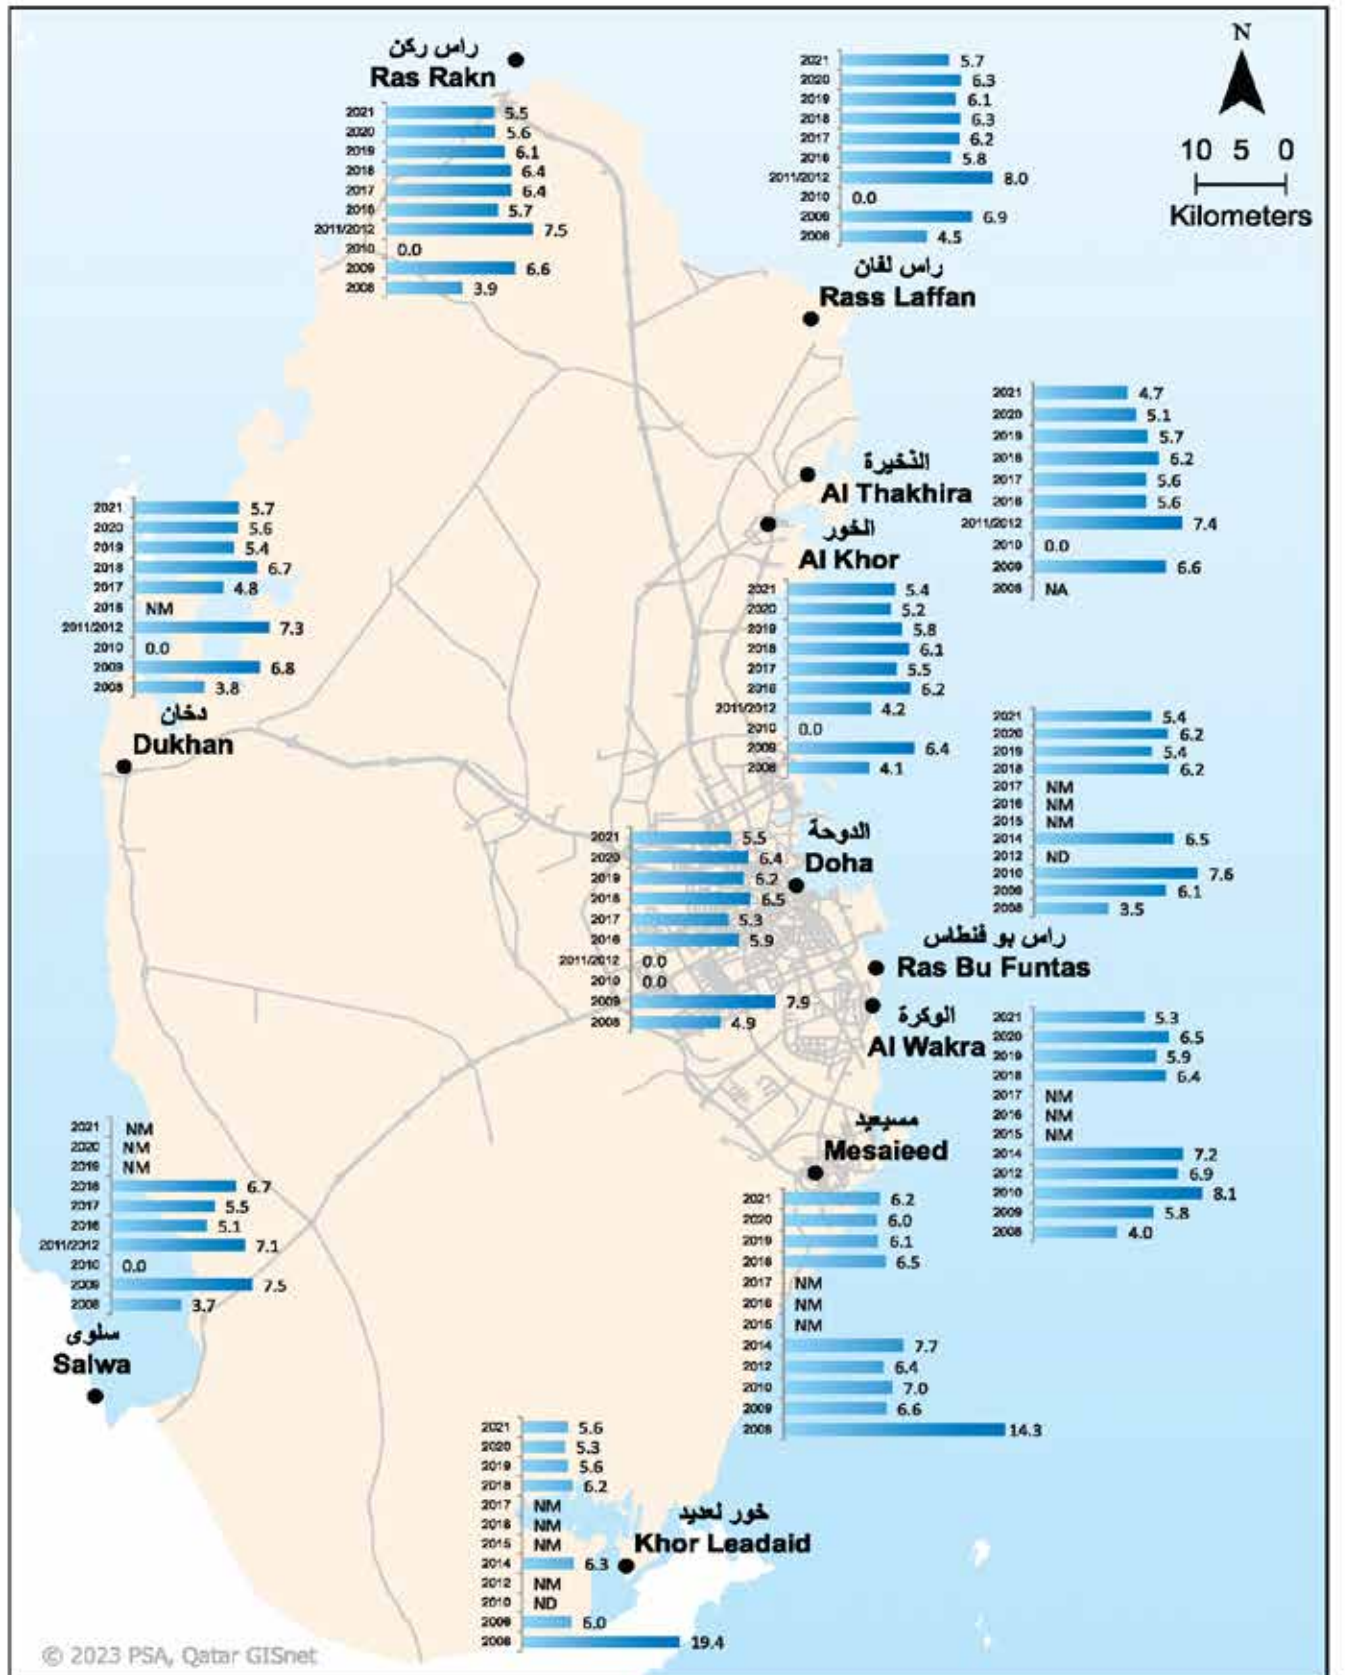 راس ركن
Ras Rakn
2021 5.5
2020 5.6
2019 6.1
2018 6.4
2017 6.4
2016 5.7
2011/2012 7.5
2010 0.0
2009 6.6
2008 3.9
2021 5.7
2020 6.3
2019 6.1
2018 6.3
2017 6.2
2016 5.8
2011/2012 8.0
2010 0.0
2009 6.9
2008 4.5
راس لفان
Rass Laffan
N
10 5 0
Kilometers
2021 4.7
2020 5.1
2019 5.7
2018 6.2
2017 5.6
2016 5.6
2011/2012 7.4
2010 0.0
2009 6.6
2008 NA
الذخيرة
Al Thakhira
الخور
Al Khor
2021 5.4
2020 5.2
2019 5.8
2018 6.1
2017 5.5
2016 6.2
2011/2012 4.2
2010 0.0
2009 6.4
2008 4.1
2021 5.7
2020 5.6
2019 5.4
2018 6.7
2017 4.8
2016 NM
2011/2012 7.3
2010 0.0
2009 6.8
2008 3.8
دخان
Dukhan
2021 5.4
2020 6.2
2019 5.4
2018 6.2
2017 NM
2016 NM
2015 NM
2014 6.5
2012 ND
2010 7.6
2009 6.1
2008 3.5
راس بو فنطاس
Ras Bu Funtas
الدوحة
Doha
2021 5.5
2020 6.4
2019 6.2
2018 6.5
2017 5.3
2016 5.9
2011/2012 0.0
2010 0.0
2009 7.9
2008 4.9
الوكرة
Al Wakra
2021 5.3
2020 6.5
2019 5.9
2018 6.4
2017 NM
2016 NM
2015 NM
2014 7.2
2012 6.9
2010 8.1
2009 5.8
2008 4.0
مسيعيد
Mesaieed
2021 6.2
2020 6.0
2019 6.1
2018 6.5
2017 NM
2016 NM
2015 NM
2014 7.7
2012 6.4
2010 7.0
2009 6.6
2008 14.3
2021 NM
2020 NM
2019 NM
2018 6.7
2017 5.5
2016 5.1
2011/2012 7.1
2010 0.0
2009 7.5
2008 3.7
سلوى
Salwa
2021 5.6
2020 5.3
2019 5.6
2018 6.2
2017 NM
2016 NM
2015 NM
2014 6.3
2012 NM
2010 ND
2009 6.0
2008 19.4
خور لعديد
Khor Leadaid
© 2023 PSA, Qatar GISnet